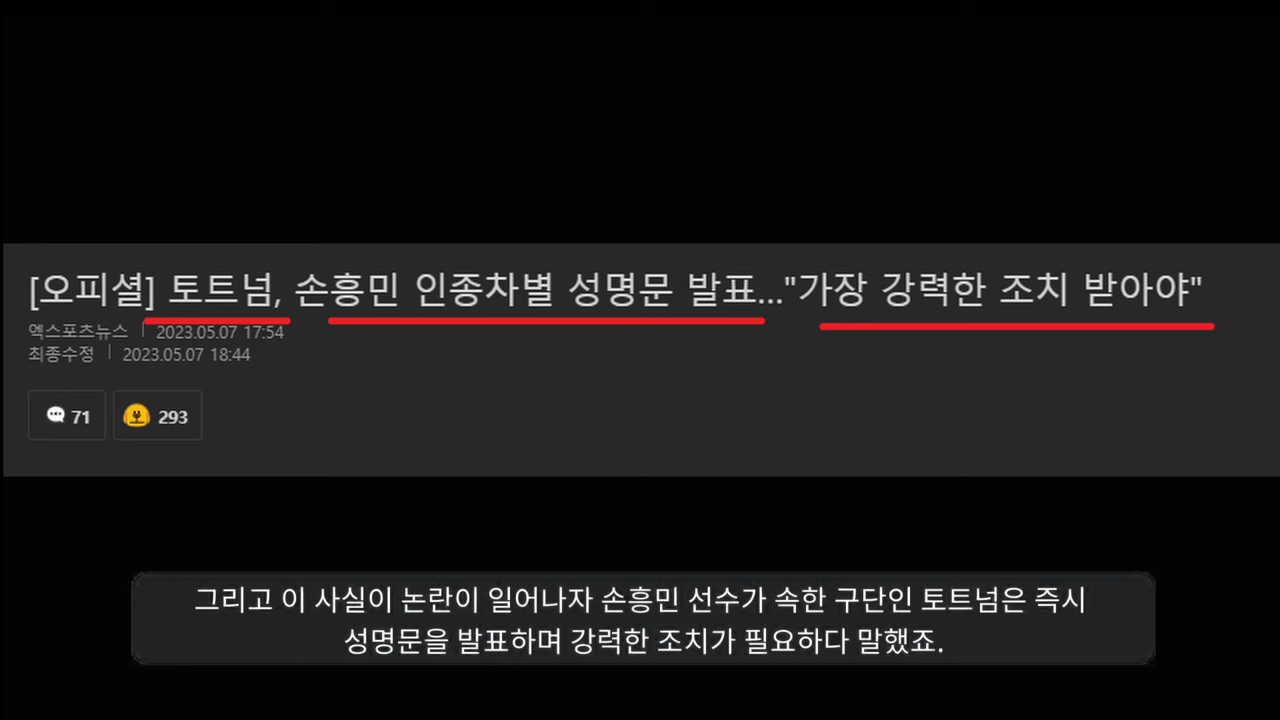 [오피셜] 토트넘, 손흥민 인종차별 성명문 발표..."가장 강력한 조치 받아야"
엑스포츠뉴스 | 2023.05.07 17:54
최종수정 | 2023.05.07 18:44
71 293
그리고 이 사실이 논란이 일어나자 손흥민 선수가 속한 구단인 토트넘은 즉시
성명문을 발표하며 강력한 조치가 필요하다 말했죠.